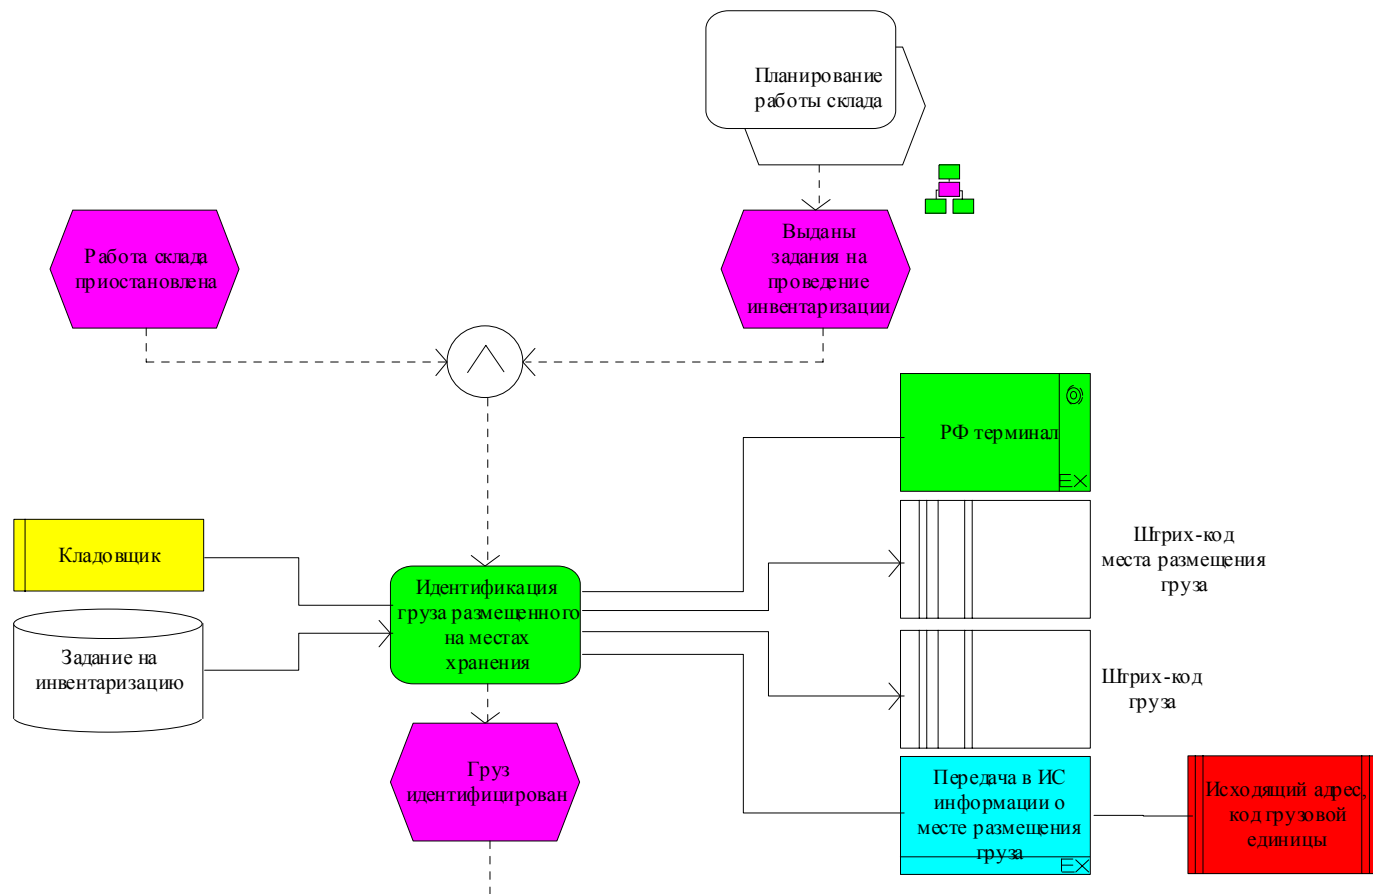 Планирование
работы склада
Работа склада
приостановлена
Выданы
задания на
проведение
инвентаризации
РФ терминал
EX
Штрих-код
места размещения
груза
Кладовщик
Идентификация
груза размещенного
на местах
хранения
Задание на
инвентаризацию
Штрих-код
груза
Груз
идентифицирован
Передача в ИС
информации о
месте размещения
груза
EX
Исходящий адрес,
код грузовой
единицы